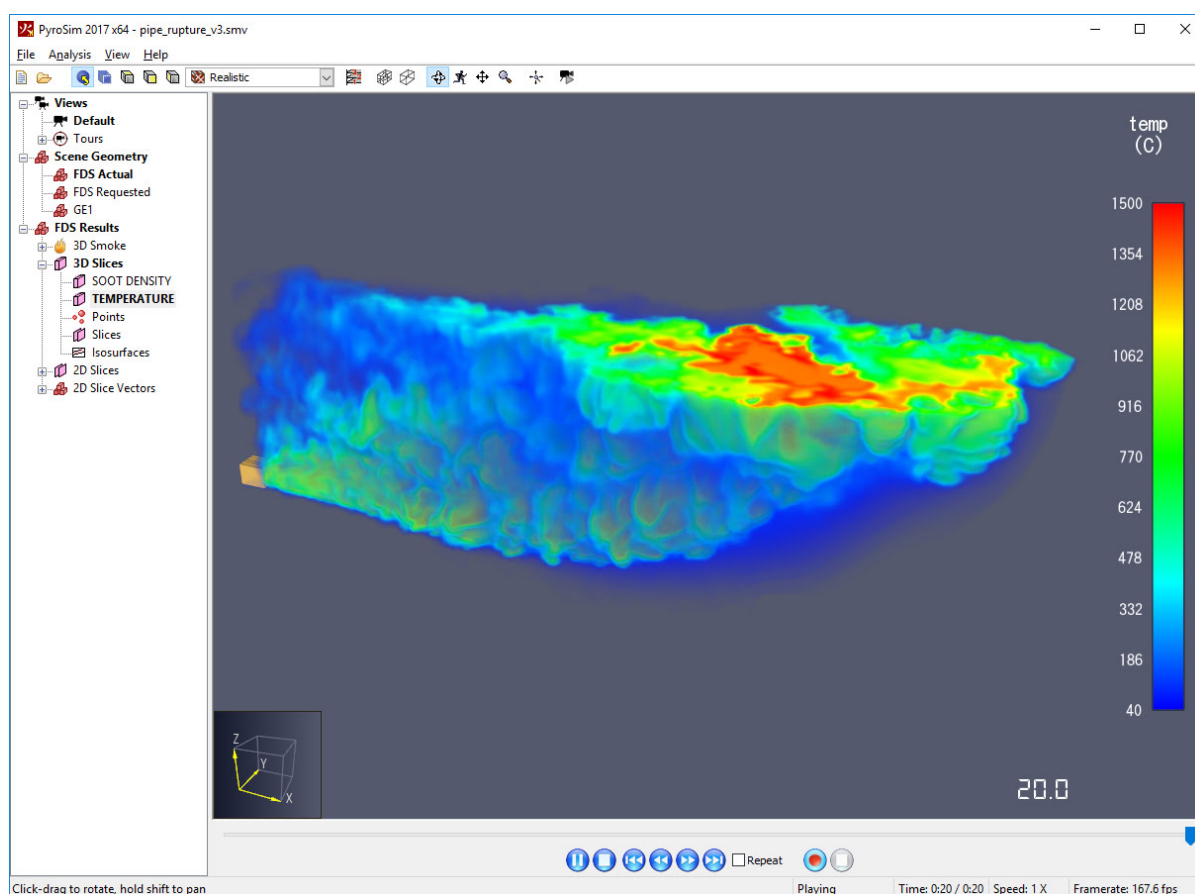 PyroSim 2017 x64 - pipe_rupture_v3.smv
File Analysis View Help
Realistic
Views
Default
Tours
Scene Geometry
FDS Actual
FDS Requested
GE1
FDS Results
3D Smoke
3D Slices
SOOT DENSITY
TEMPERATURE
Points
Slices
Isosurfaces
2D Slices
2D Slice Vectors
temp
(C)
1500
1354
1208
1062
916
770
624
478
332
186
40
Z
Y
X
20.0
Repeat
Click-drag to rotate, hold shift to pan
Playing
Time: 0:20 / 0:20
Speed: 1 X
Framerate: 167.6 fps